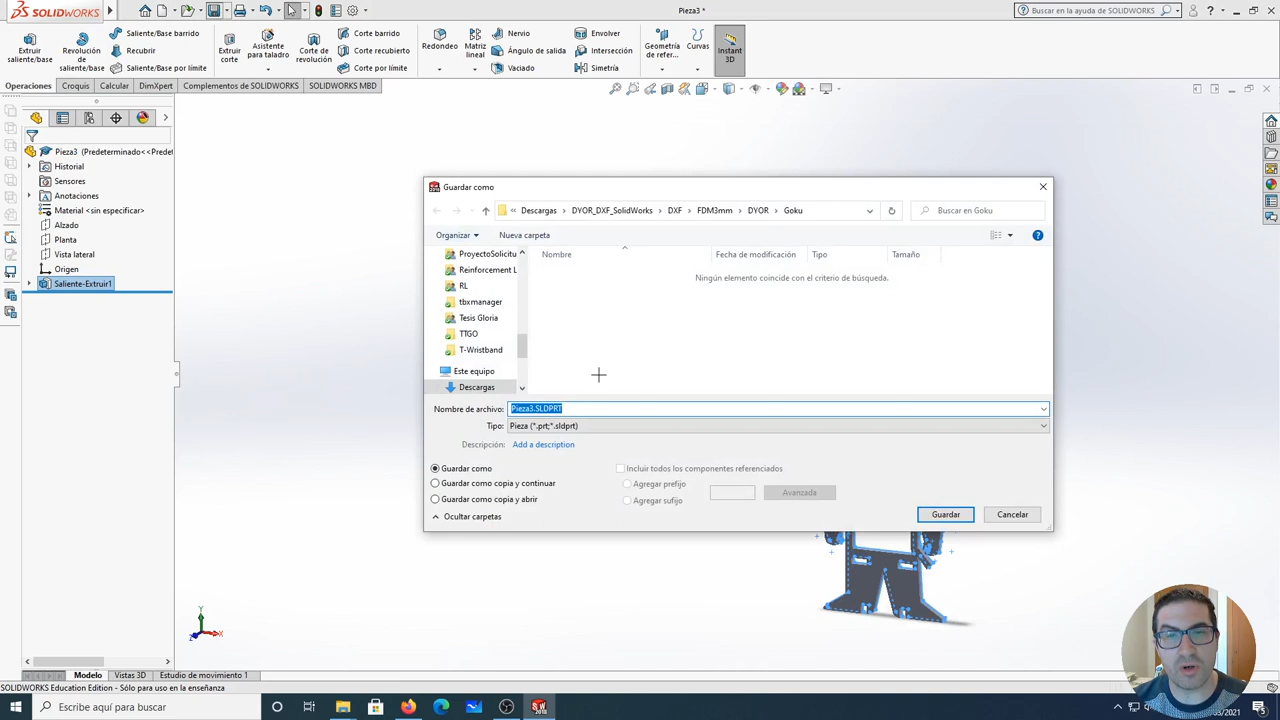 SOLIDWORKS
Pieza3 *
Buscar en la ayuda de SOLIDWORKS
Extruir saliente/base
Revolución de saliente/base
Saliente/Base barrido
Recubrir
Saliente/Base por límite
Extruir corte
Asistente para taladro
Corte de revolución
Corte barrido
Corte recubierto
Corte por límite
Redondeo
Matriz lineal
Nervio
Ángulo de salida
Vaciado
Envolver
Intersección
Simetría
Geometría de refer...
Curvas
Instant 3D
Operaciones Croquis Calcular DimXpert Complementos de SOLIDWORKS SOLIDWORKS MBD
Pieza3 (Predeterminado<<Predet
Historial
Sensores
Anotaciones
Material <sin especificar>
Alzado
Planta
Vista lateral
Origen
Saliente-Extruir1
Guardar como
« Descargas > DYOR_DXF_SolidWorks > DXF > FDM3mm > DYOR > Goku
Buscar en Goku
Organizar Nueva carpeta
Nombre Fecha de modificación Tipo Tamaño
Ningún elemento coincide con el criterio de búsqueda.
ProyectoSolicitu
Reinforcement L
RL
tbxmanager
Tesis Gloria
TTGO
T-Wristband
Este equipo
Descargas
Nombre de archivo: Pieza3.SLDPRT
Tipo: Pieza (*.prt;*.sldprt)
Descripción: Add a description
Guardar como
Guardar como copia y continuar
Guardar como copia y abrir
Incluir todos los componentes referenciados
Agregar prefijo
Agregar sufijo
Avanzada
Ocultar carpetas
Guardar Cancelar
Y
X
Z
Modelo Vistas 3D Estudio de movimiento 1
SOLIDWORKS Education Edition - Sólo para uso en la enseñanza
Escribe aquí para buscar